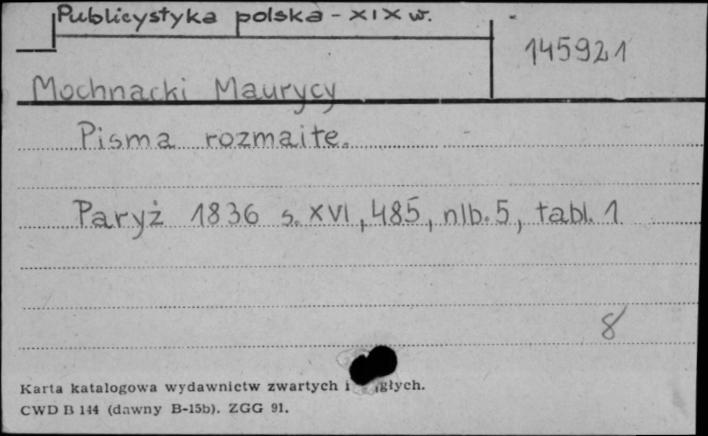 Publicystyka polska - XIX w.
145921
Mochnacki Maurycy
Pisma rozmaite.
Paryż 1836 s. XVI, 485, nlb. 5, tabl. 1
8
Karta katalogowa wydawnictw zwartych i głych.
CWD B 144 (dawny B-15b). ZGG 91.